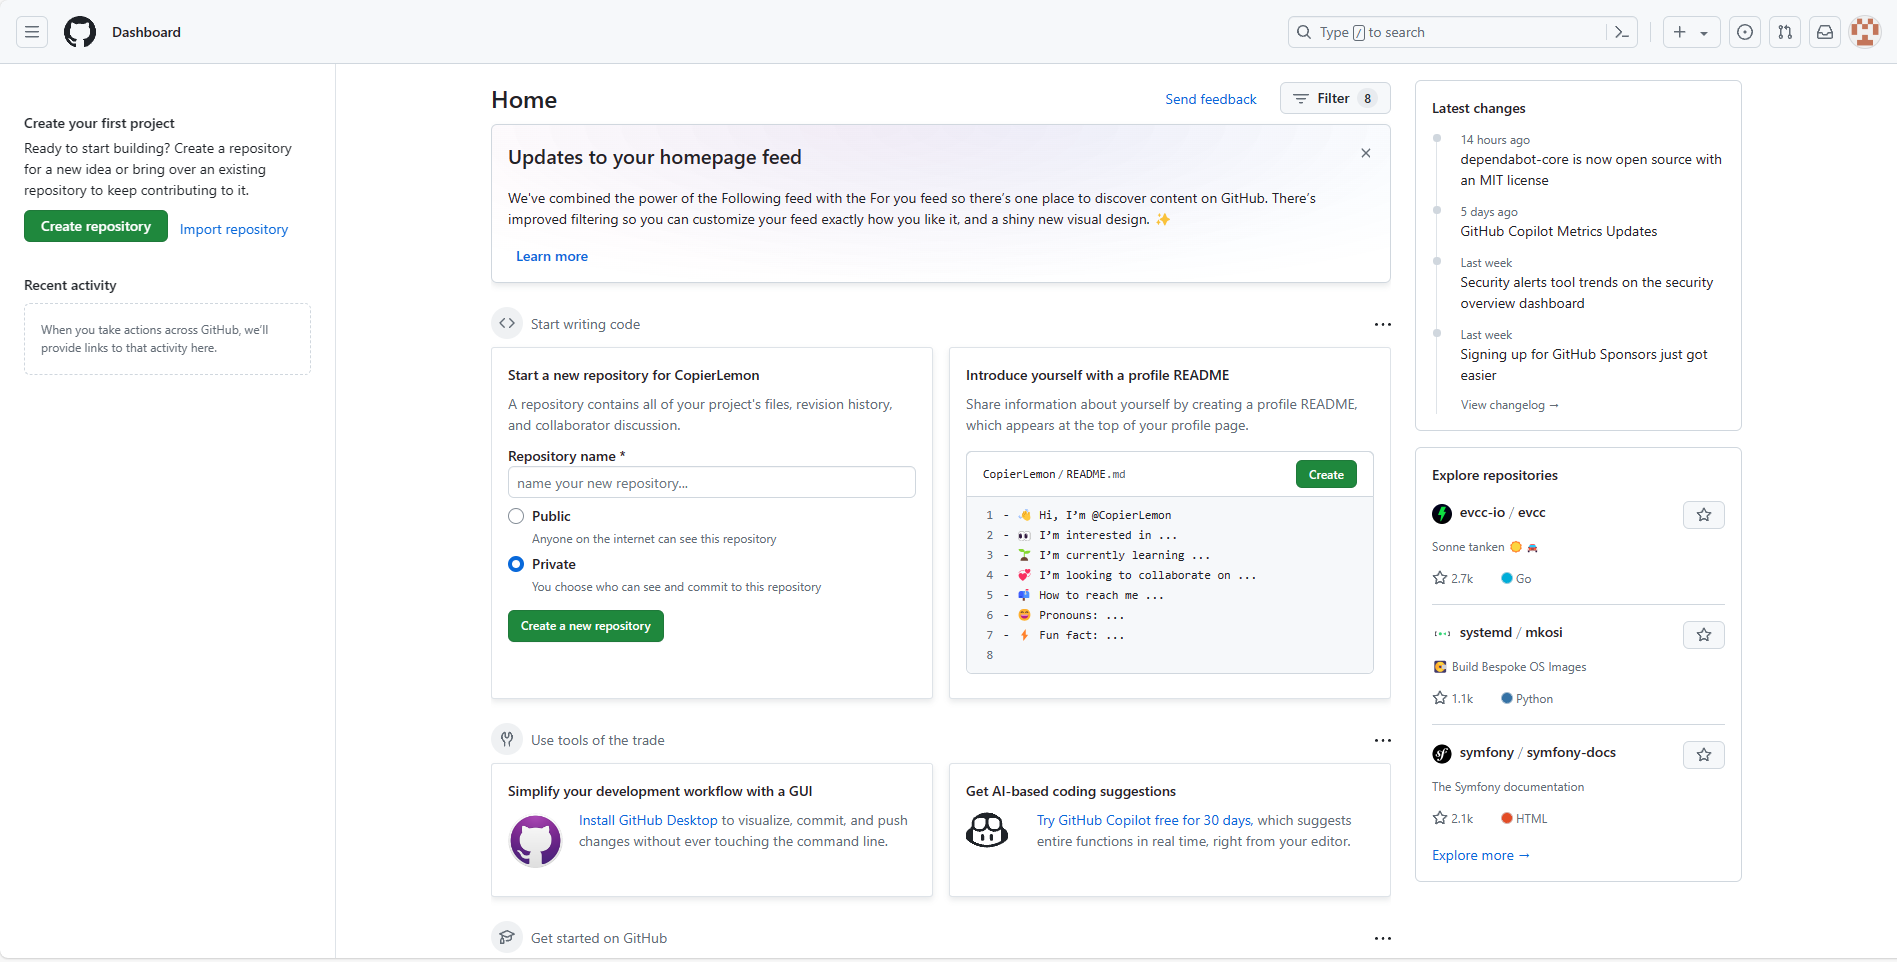 Dashboard
Type / to search
Create your first project
Ready to start building? Create a repository
for a new idea or bring over an existing
repository to keep contributing to it.
Create repository
Import repository
Recent activity
When you take actions across GitHub, we'll
provide links to that activity here.
Home
Send feedback
Filter 8
Updates to your homepage feed
We've combined the power of the Following feed with the For you feed so there's one place to discover content on GitHub. There's
improved filtering so you can customize your feed exactly how you like it, and a shiny new visual design. ✨
Learn more
Start writing code
Start a new repository for CopierLemon
A repository contains all of your project's files, revision history,
and collaborator discussion.
Repository name *
name your new repository...
Public
Anyone on the internet can see this repository
Private
You choose who can see and commit to this repository
Create a new repository
Introduce yourself with a profile README
Share information about yourself by creating a profile README,
which appears at the top of your profile page.
CopierLemon / README.md
Create
1 - 👋 Hi, I'm @CopierLemon
2 - 👀 I'm interested in ...
3 - 🌱 I'm currently learning ...
4 - 💞️ I'm looking to collaborate on ...
5 - 📫 How to reach me ...
6 - 😄 Pronouns: ...
7 - ⚡ Fun fact: ...
8
Use tools of the trade
Simplify your development workflow with a GUI
Install GitHub Desktop to visualize, commit, and push
changes without ever touching the command line.
Get AI-based coding suggestions
Try GitHub Copilot free for 30 days, which suggests
entire functions in real time, right from your editor.
Get started on GitHub
Latest changes
14 hours ago
dependabot-core is now open source with
an MIT license
5 days ago
GitHub Copilot Metrics Updates
Last week
Security alerts tool trends on the security
overview dashboard
Last week
Signing up for GitHub Sponsors just got
easier
View changelog →
Explore repositories
evcc-io / evcc
Sonne tanken ☀️ 🚘
2.7k Go
systemd / mkosi
💽 Build Bespoke OS Images
1.1k Python
symfony / symfony-docs
The Symfony documentation
2.1k HTML
Explore more →